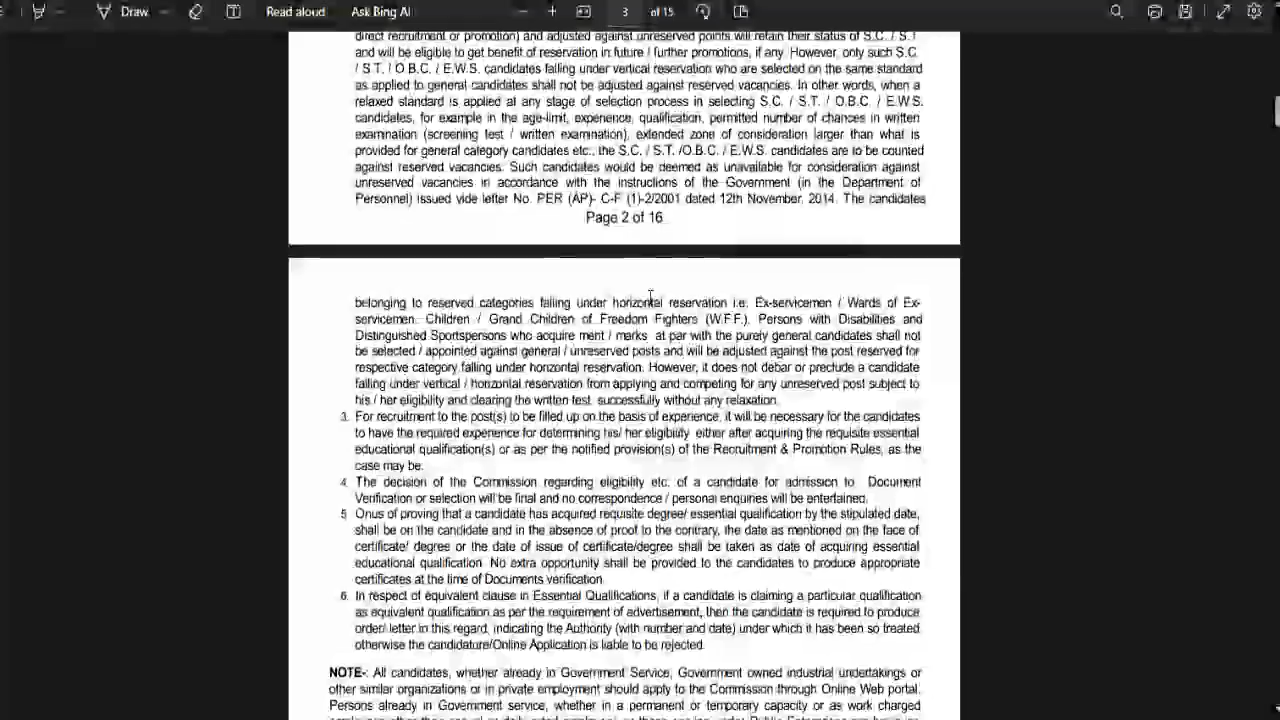 Draw
Read aloud
Ask Bing AI
3 of 15
direct recruitment or promotion) and adjusted against unreserved points will retain their status of S.C. / S.T
and will be eligible to get benefit of reservation in future / further promotions, if any. However, only such S.C.
/ S.T. / O.B.C. / E.W.S. candidates falling under vertical reservation who are selected on the same standard
as applied to general candidates shall not be adjusted against reserved vacancies. In other words, when a
relaxed standard is applied at any stage of selection process in selecting S.C. / S.T. / O.B.C. / E.W.S.
candidates, for example in the age-limit, experience, qualification, permitted number of chances in written
examination (screening test / written examination), extended zone of consideration larger than what is
provided for general category candidates etc., the S.C. / S.T. /O.B.C. / E.W.S. candidates are to be counted
against reserved vacancies. Such candidates would be deemed as unavailable for consideration against
unreserved vacancies in accordance with the instructions of the Government (in the Department of
Personnel) issued vide letter No. PER (AP)- C-F (1)-2/2001 dated 12th November, 2014. The candidates
Page 2 of 16
belonging to reserved categories falling under horizontal reservation i.e. Ex-servicemen / Wards of Ex-
servicemen, Children / Grand Children of Freedom Fighters (W.F.F.), Persons with Disabilities and
Distinguished Sportspersons who acquire merit / marks at par with the purely general candidates shall not
be selected / appointed against general / unreserved posts and will be adjusted against the post reserved for
respective category falling under horizontal reservation. However, it does not debar or preclude a candidate
falling under vertical / horizontal reservation from applying and competing for any unreserved post subject to
his / her eligibility and clearing the written test, successfully without any relaxation.
3. For recruitment to the post(s) to be filled up on the basis of experience, it will be necessary for the candidates
to have the required experience for determining his/ her eligibility either after acquiring the requisite essential
educational qualification(s) or as per the notified provision(s) of the Recruitment & Promotion Rules, as the
case may be.
4. The decision of the Commission regarding eligibility etc. of a candidate for admission to Document
Verification or selection will be final and no correspondence / personal enquiries will be entertained.
5. Onus of proving that a candidate has acquired requisite degree/ essential qualification by the stipulated date,
shall be on the candidate and in the absence of proof to the contrary, the date as mentioned on the face of
certificate/ degree or the date of issue of certificate/degree shall be taken as date of acquiring essential
educational qualification. No extra opportunity shall be provided to the candidates to produce appropriate
certificates at the time of Documents verification.
6. In respect of equivalent clause in Essential Qualifications, if a candidate is claiming a particular qualification
as equivalent qualification as per the requirement of advertisement, then the candidate is required to produce
order/ letter in this regard, indicating the Authority (with number and date) under which it has been so treated
otherwise the candidature/Online Application is liable to be rejected.
NOTE-: All candidates, whether already in Government Service, Government owned industrial undertakings or
other similar organizations or in private employment should apply to the Commission through Online Web portal.
Persons already in Government service, whether in a permanent or temporary capacity or as work charged